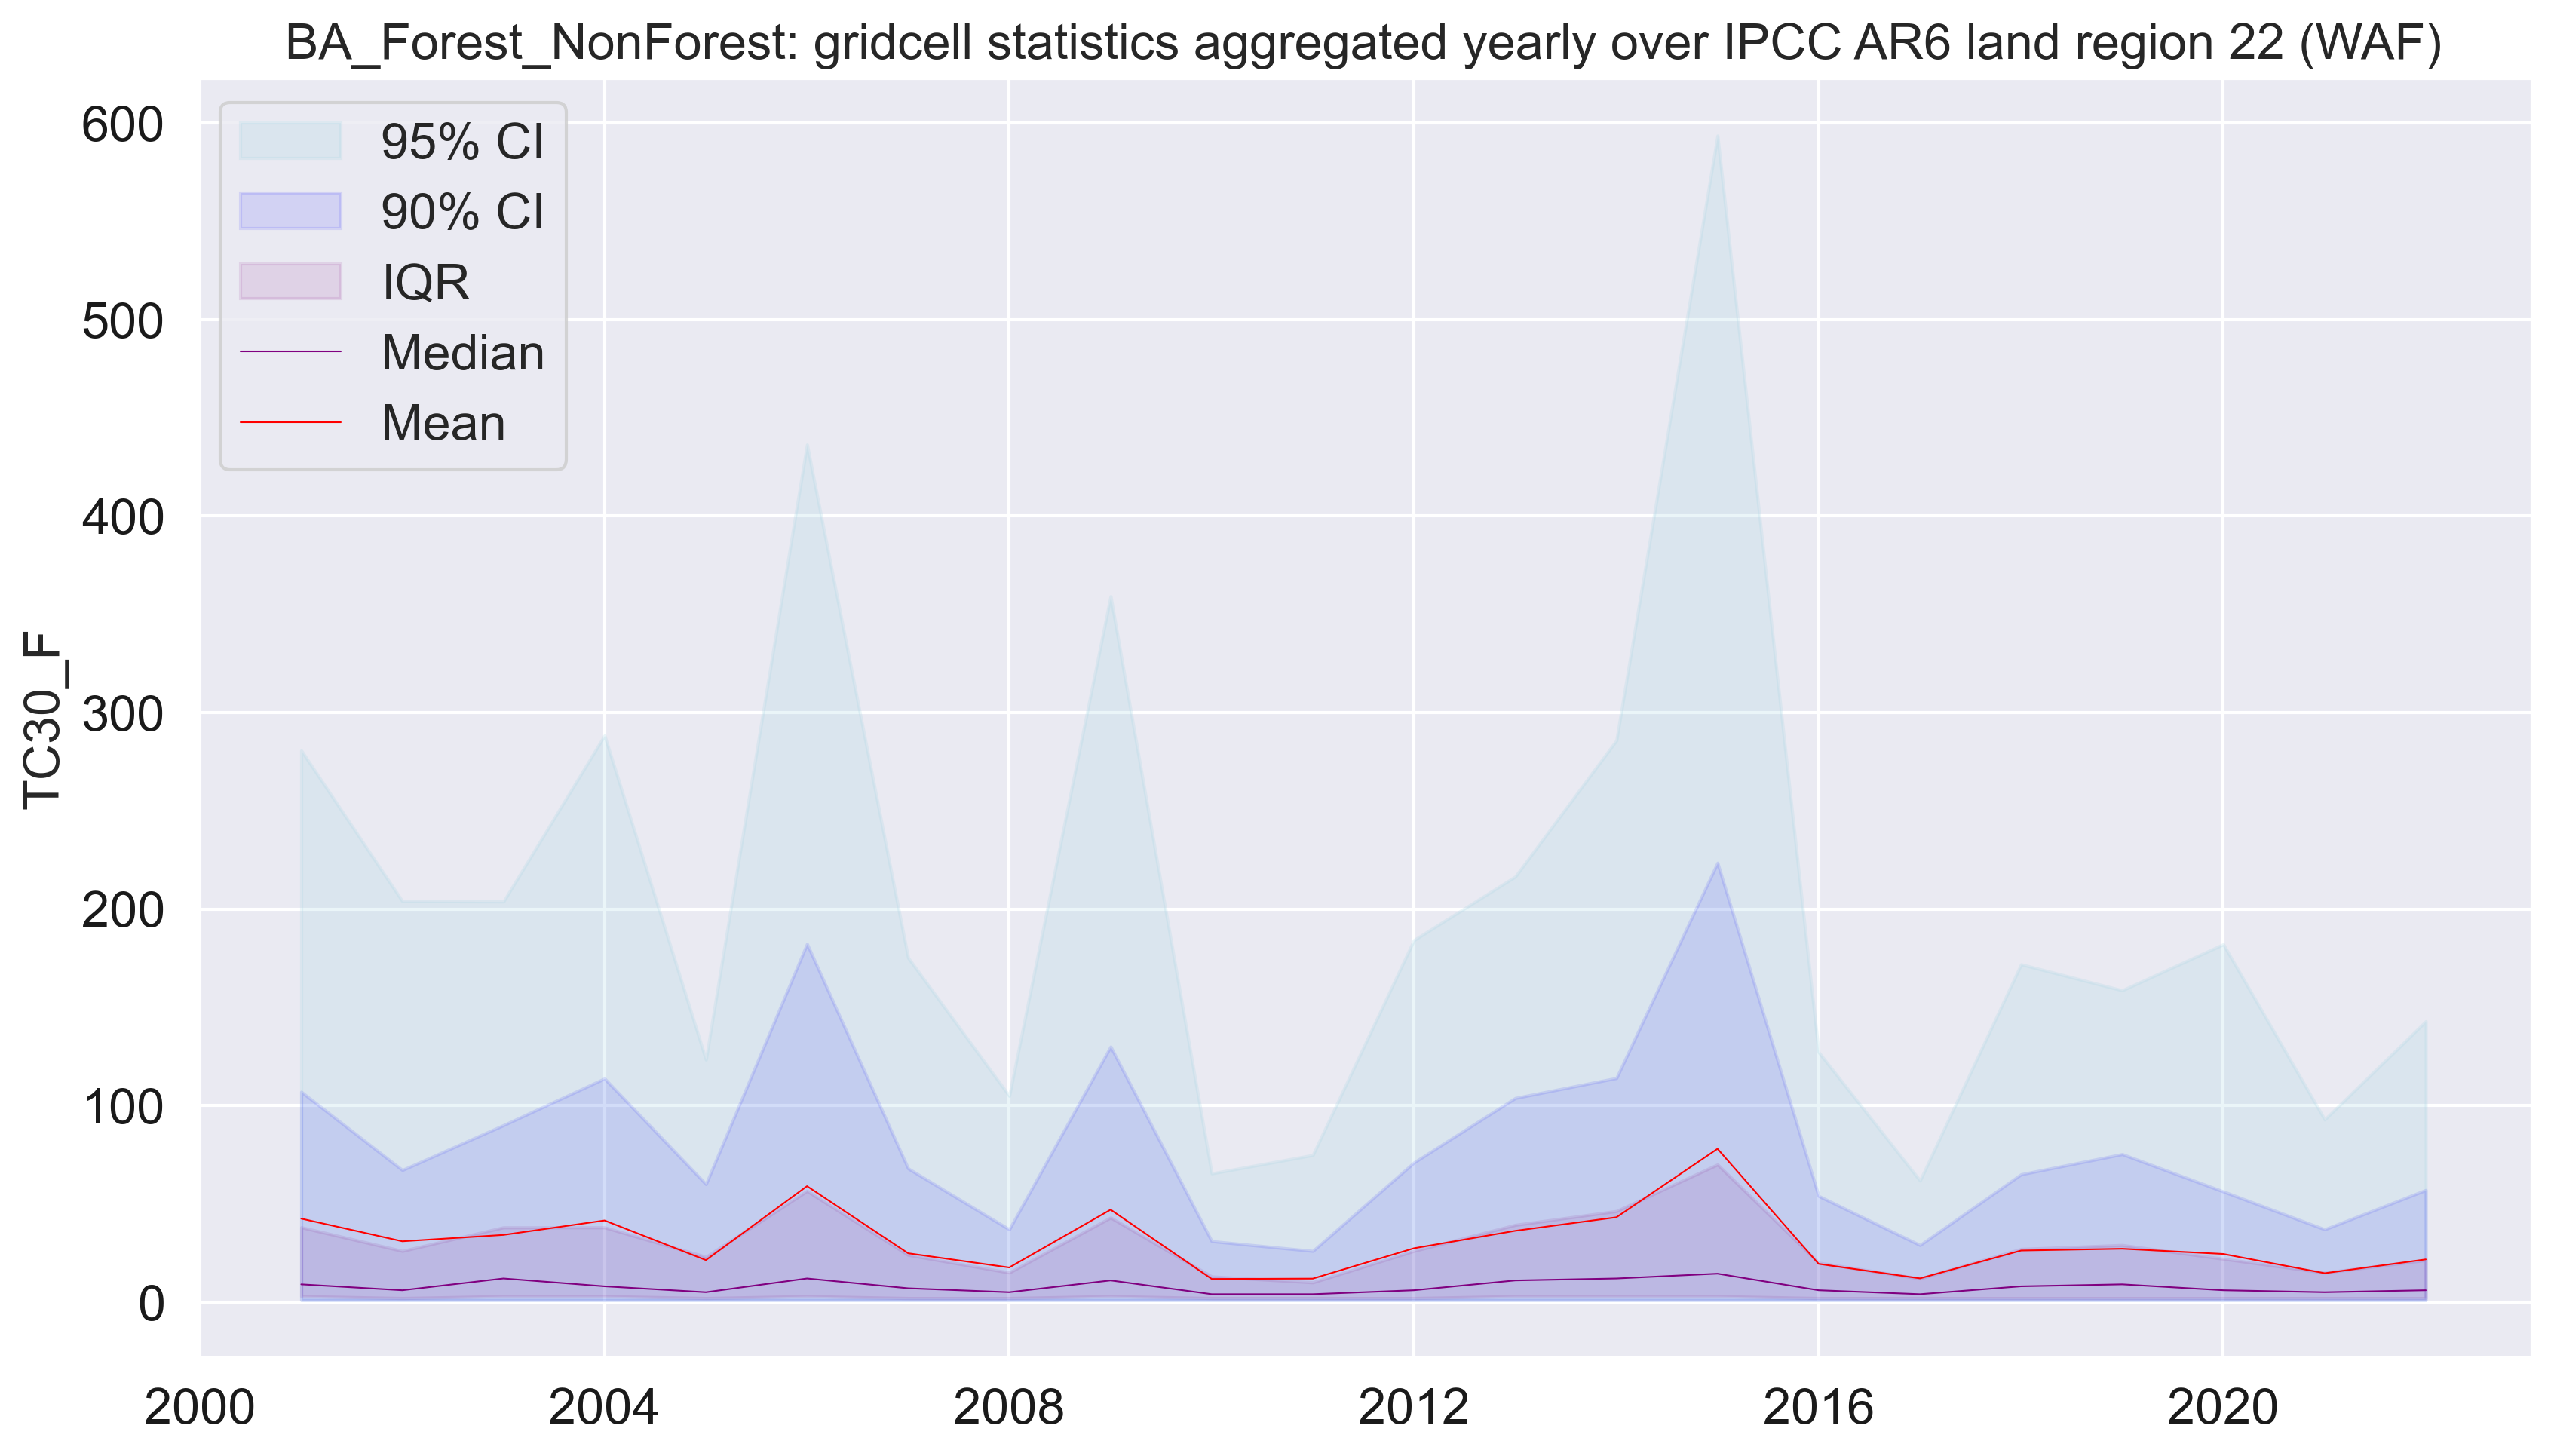 BA_Forest_NonForest: gridcell statistics aggregated yearly over IPCC AR6 land region 22 (WAF)
95% CI
90% CI
IQR
Median
Mean
TC30_F
600
500
400
300
200
100
0
2000
2004
2008
2012
2016
2020